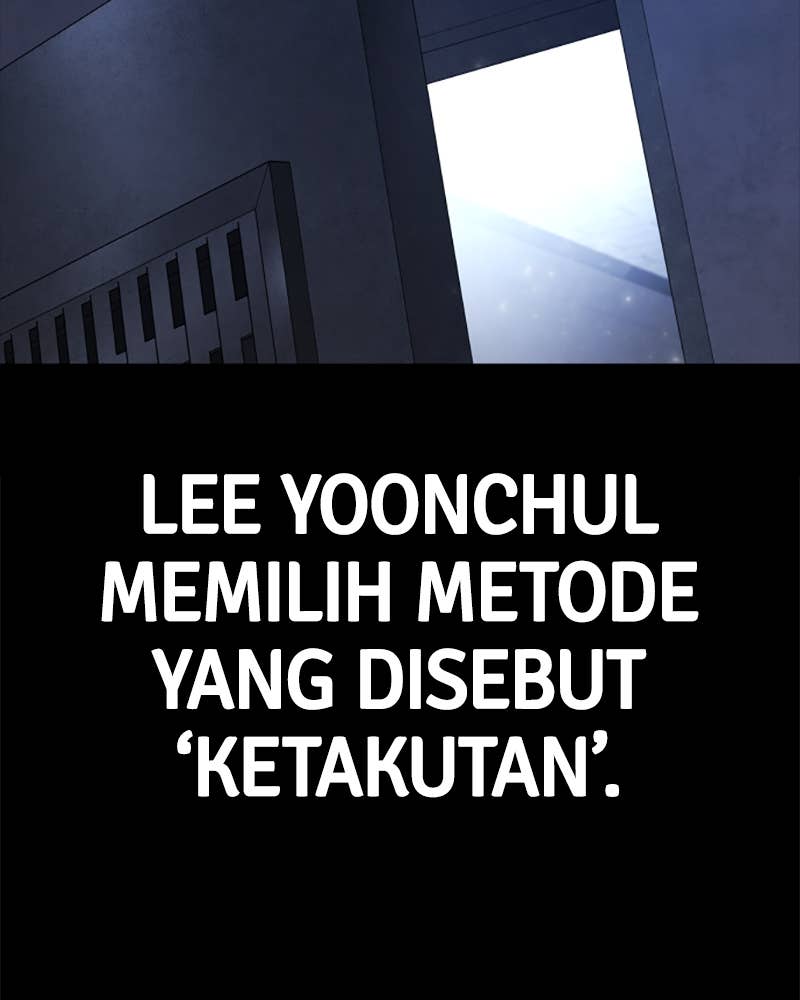 LEE YOONCHUL
MEMILIH METODE
YANG DISEBUT
‘KETAKUTAN’.